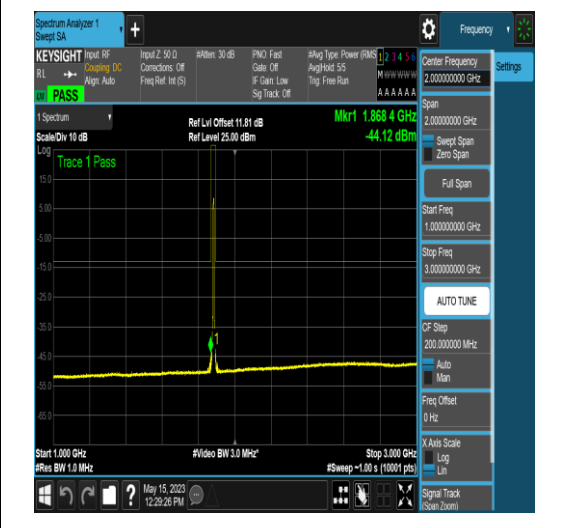 Spectrum Analyzer 1
Swept SA
+
Frequency
Settings
KEYSIGHT
RL
PASS
Input: RF
Coupling: DC
Align: Auto
Input Z: 50 Ω
Corrections: Off
Freq Ref: Int (S)
#Atten: 30 dB
PNO: Fast
Gate: Off
IF Gain: Low
Sig Track: Off
#Avg Type: Power (RMS
Avg|Hold: 5/5
Trig: Free Run
1 2 3 4 5 6
M W W W W W
A A A A A A
1 Spectrum
Scale/Div 10 dB
Ref Lvl Offset 11.81 dB
Ref Level 25.00 dBm
Mkr1 1.868 4 GHz
-44.12 dBm
Log
Trace 1 Pass
15.0
5.00
-5.00
-15.0
-25.0
-35.0
-45.0
-55.0
-65.0
1
Start 1.000 GHz
#Res BW 1.0 MHz
#Video BW 3.0 MHz*
Stop 3.000 GHz
#Sweep ~1.00 s (10001 pts)
Center Frequency
2.000000000 GHz
Span
2.00000000 GHz
Swept Span
Zero Span
Full Span
Start Freq
1.000000000 GHz
Stop Freq
3.000000000 GHz
AUTO TUNE
CF Step
200.000000 MHz
Auto
Man
Freq Offset
0 Hz
X Axis Scale
Log
Lin
Signal Track
(Span Zoom)
?
May 15, 2023
12:29:26 PM